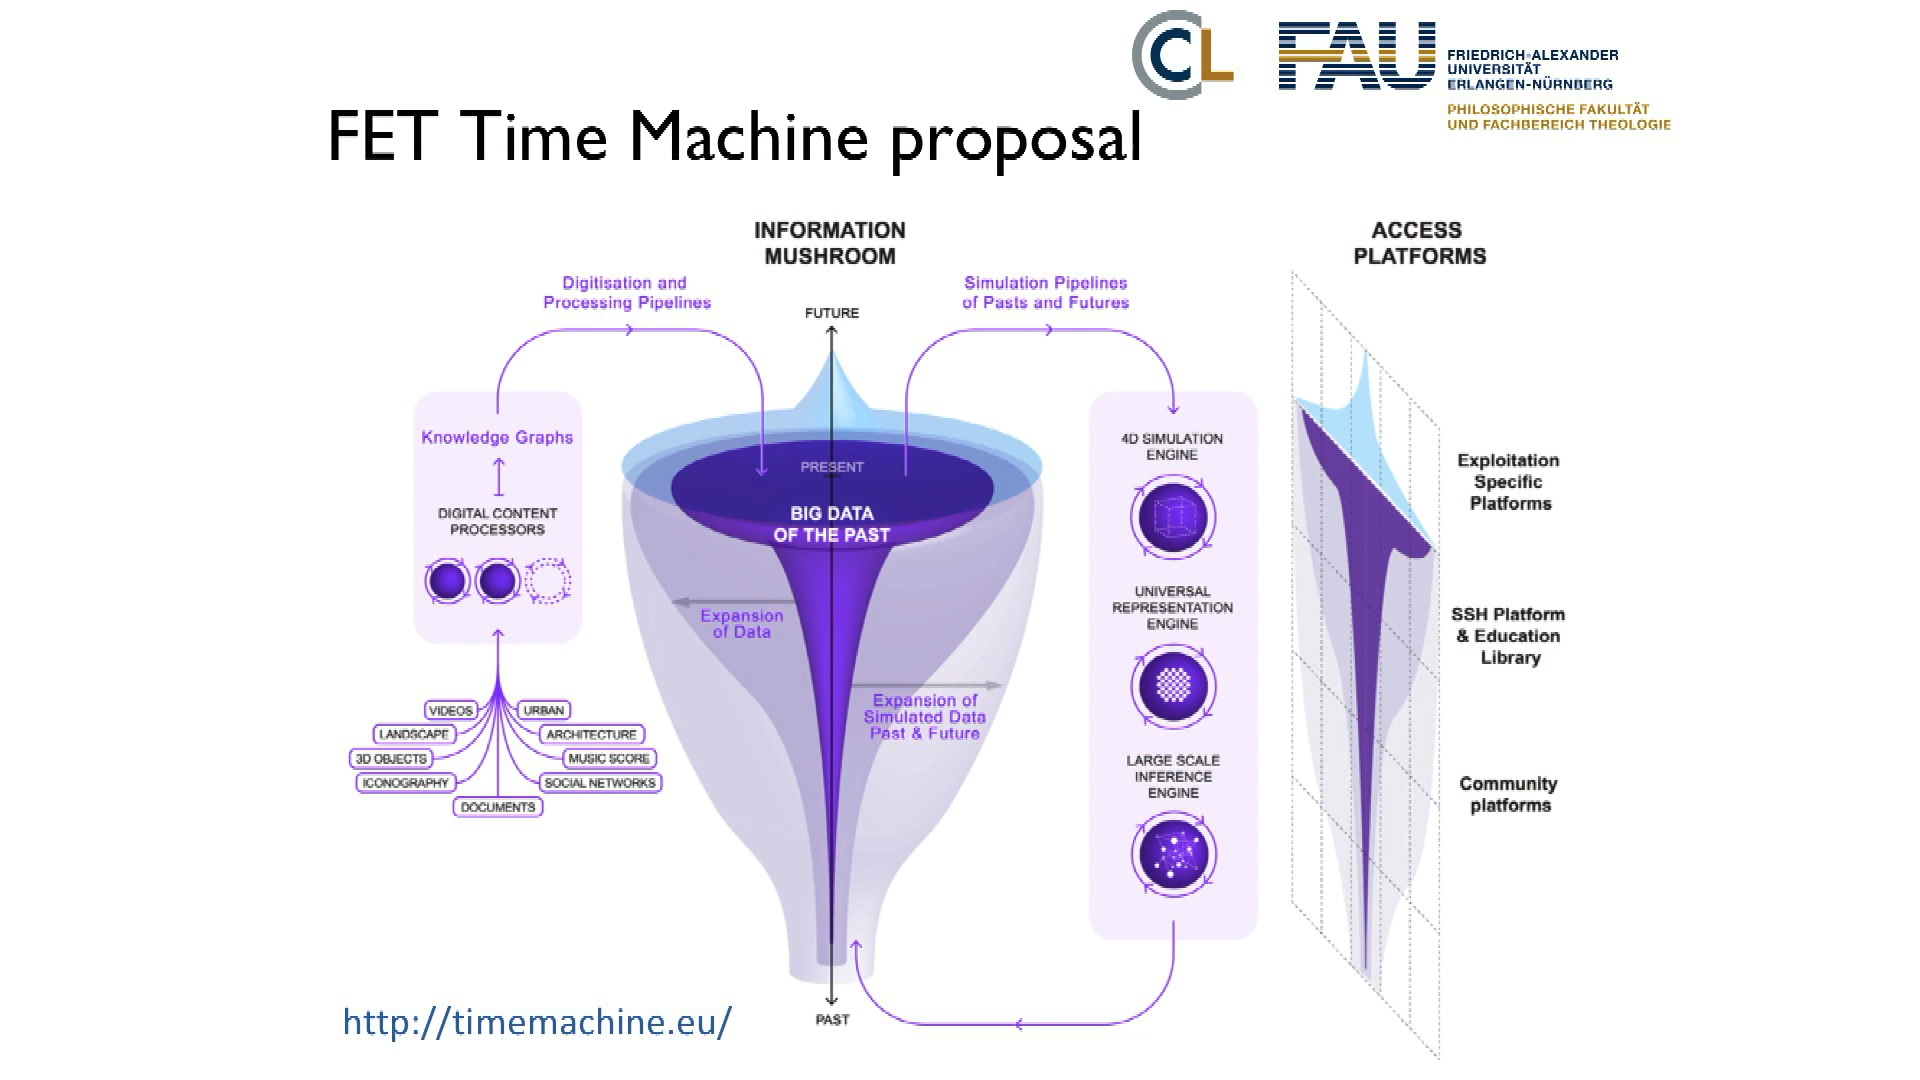 CL
FAU
FRIEDRICH-ALEXANDER
UNIVERSITÄT
ERLANGEN-NÜRNBERG
PHILOSOPHISCHE FAKULTÄT
UND FACHBEREICH THEOLOGIE
FET Time Machine proposal
INFORMATION
MUSHROOM
ACCESS
PLATFORMS
Digitisation and
Processing Pipelines
Simulation Pipelines
of Pasts and Futures
FUTURE
Knowledge Graphs
DIGITAL CONTENT
PROCESSORS
VIDEOS
URBAN
LANDSCAPE
ARCHITECTURE
3D OBJECTS
MUSIC SCORE
ICONOGRAPHY
SOCIAL NETWORKS
DOCUMENTS
PRESENT
BIG DATA
OF THE PAST
Expansion
of Data
Expansion of
Simulated Data
Past & Future
PAST
4D SIMULATION
ENGINE
UNIVERSAL
REPRESENTATION
ENGINE
LARGE SCALE
INFERENCE
ENGINE
Exploitation
Specific
Platforms
SSH Platform
& Education
Library
Community
platforms
http://timemachine.eu/